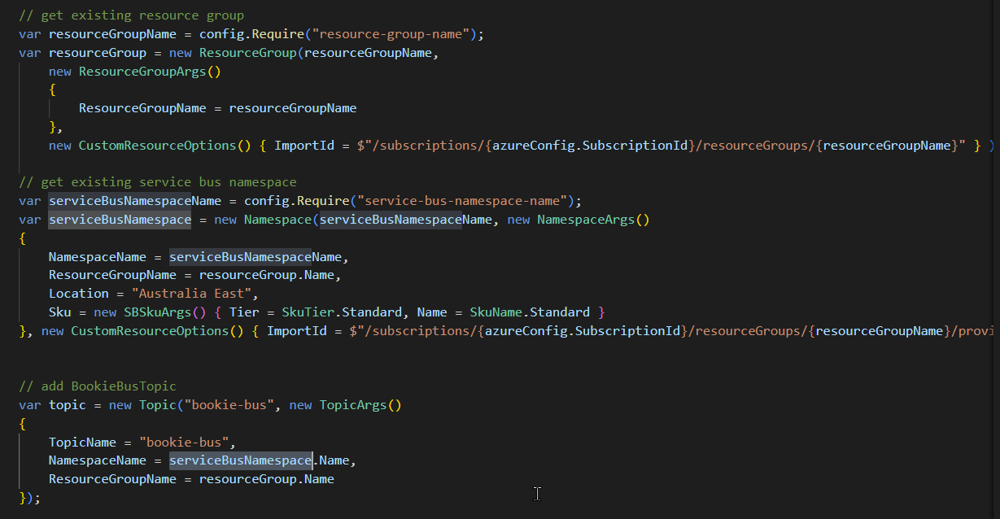 // get existing resource group
var resourceGroupName = config.Require("resource-group-name");
var resourceGroup = new ResourceGroup(resourceGroupName,
    new ResourceGroupArgs()
    {
        ResourceGroupName = resourceGroupName
    },
    new CustomResourceOptions() { ImportId = $"/subscriptions/{azureConfig.SubscriptionId}/resourceGroups/{resourceGroupName}" } )
// get existing service bus namespace
var serviceBusNamespaceName = config.Require("service-bus-namespace-name");
var serviceBusNamespace = new Namespace(serviceBusNamespaceName, new NamespaceArgs()
{
    NamespaceName = serviceBusNamespaceName,
    ResourceGroupName = resourceGroup.Name,
    Location = "Australia East",
    Sku = new SBSkuArgs() { Tier = SkuTier.Standard, Name = SkuName.Standard }
}, new CustomResourceOptions() { ImportId = $"/subscriptions/{azureConfig.SubscriptionId}/resourceGroups/{resourceGroupName}/provi
// add BookieBusTopic
var topic = new Topic("bookie-bus", new TopicArgs()
{
    TopicName = "bookie-bus",
    NamespaceName = serviceBusNamespace.Name,
    ResourceGroupName = resourceGroup.Name
});